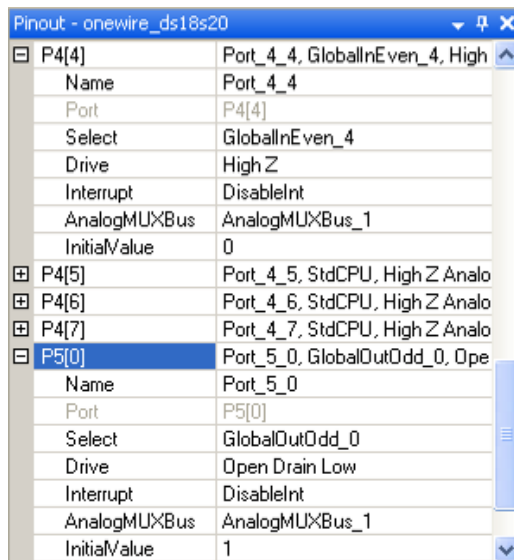 Pinout - onewire_ds18s20
P4[4] Port_4_4, GlobalInEven_4, High
Name Port_4_4
Port P4[4]
Select GlobalInEven_4
Drive High Z
Interrupt DisableInt
AnalogMUXBus AnalogMUXBus_1
InitialValue 0
P4[5] Port_4_5, StdCPU, High Z Analo
P4[6] Port_4_6, StdCPU, High Z Analo
P4[7] Port_4_7, StdCPU, High Z Analo
P5[0] Port_5_0, GlobalOutOdd_0, Ope
Name Port_5_0
Port P5[0]
Select GlobalOutOdd_0
Drive Open Drain Low
Interrupt DisableInt
AnalogMUXBus AnalogMUXBus_1
InitialValue 1